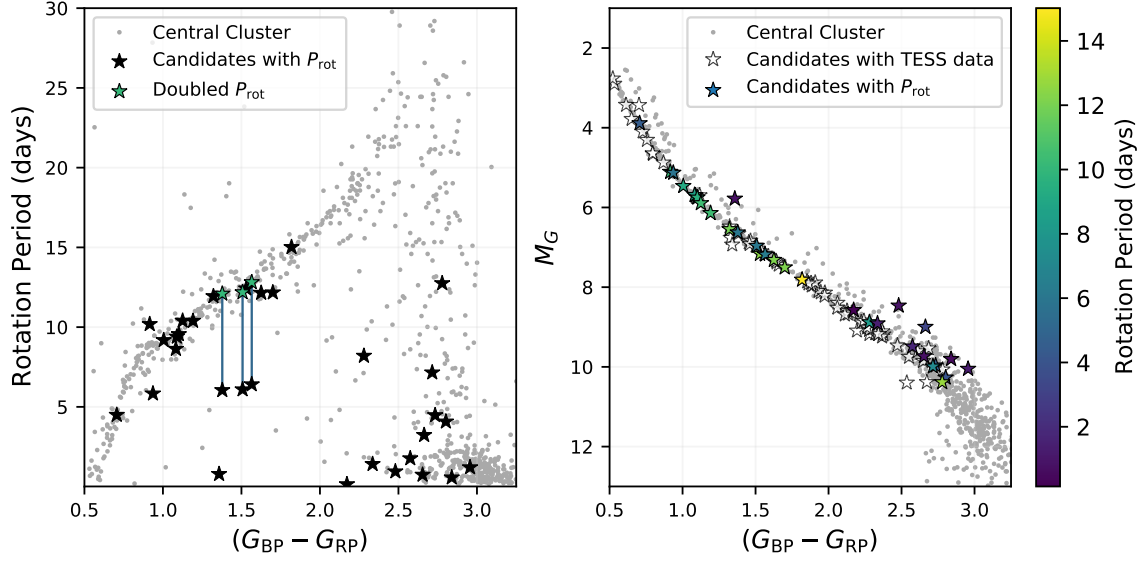 30
25
20
15
10
5
0.5 1.0 1.5 2.0 2.5 3.0
Rotation Period (days)
(G_BP − G_RP)
Central Cluster
Candidates with P_rot
Doubled P_rot
2
4
6
8
10
12
0.5 1.0 1.5 2.0 2.5 3.0
M_G
(G_BP − G_RP)
Central Cluster
Candidates with TESS data
Candidates with P_rot
14
12
10
8
6
4
2
Rotation Period (days)